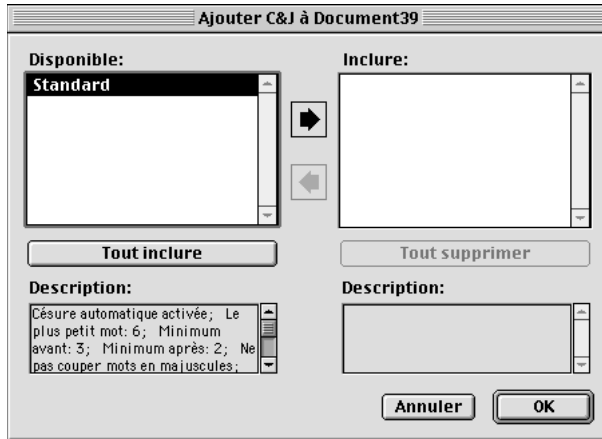 Ajouter C&J à Document39
Disponible:
Inclure:
Standard
Tout inclure
Tout supprimer
Description:
Description:
Césure automatique activée; Le
plus petit mot: 6; Minimum
avant: 3; Minimum après: 2; Ne
pas couper mots en majuscules;
Annuler
OK